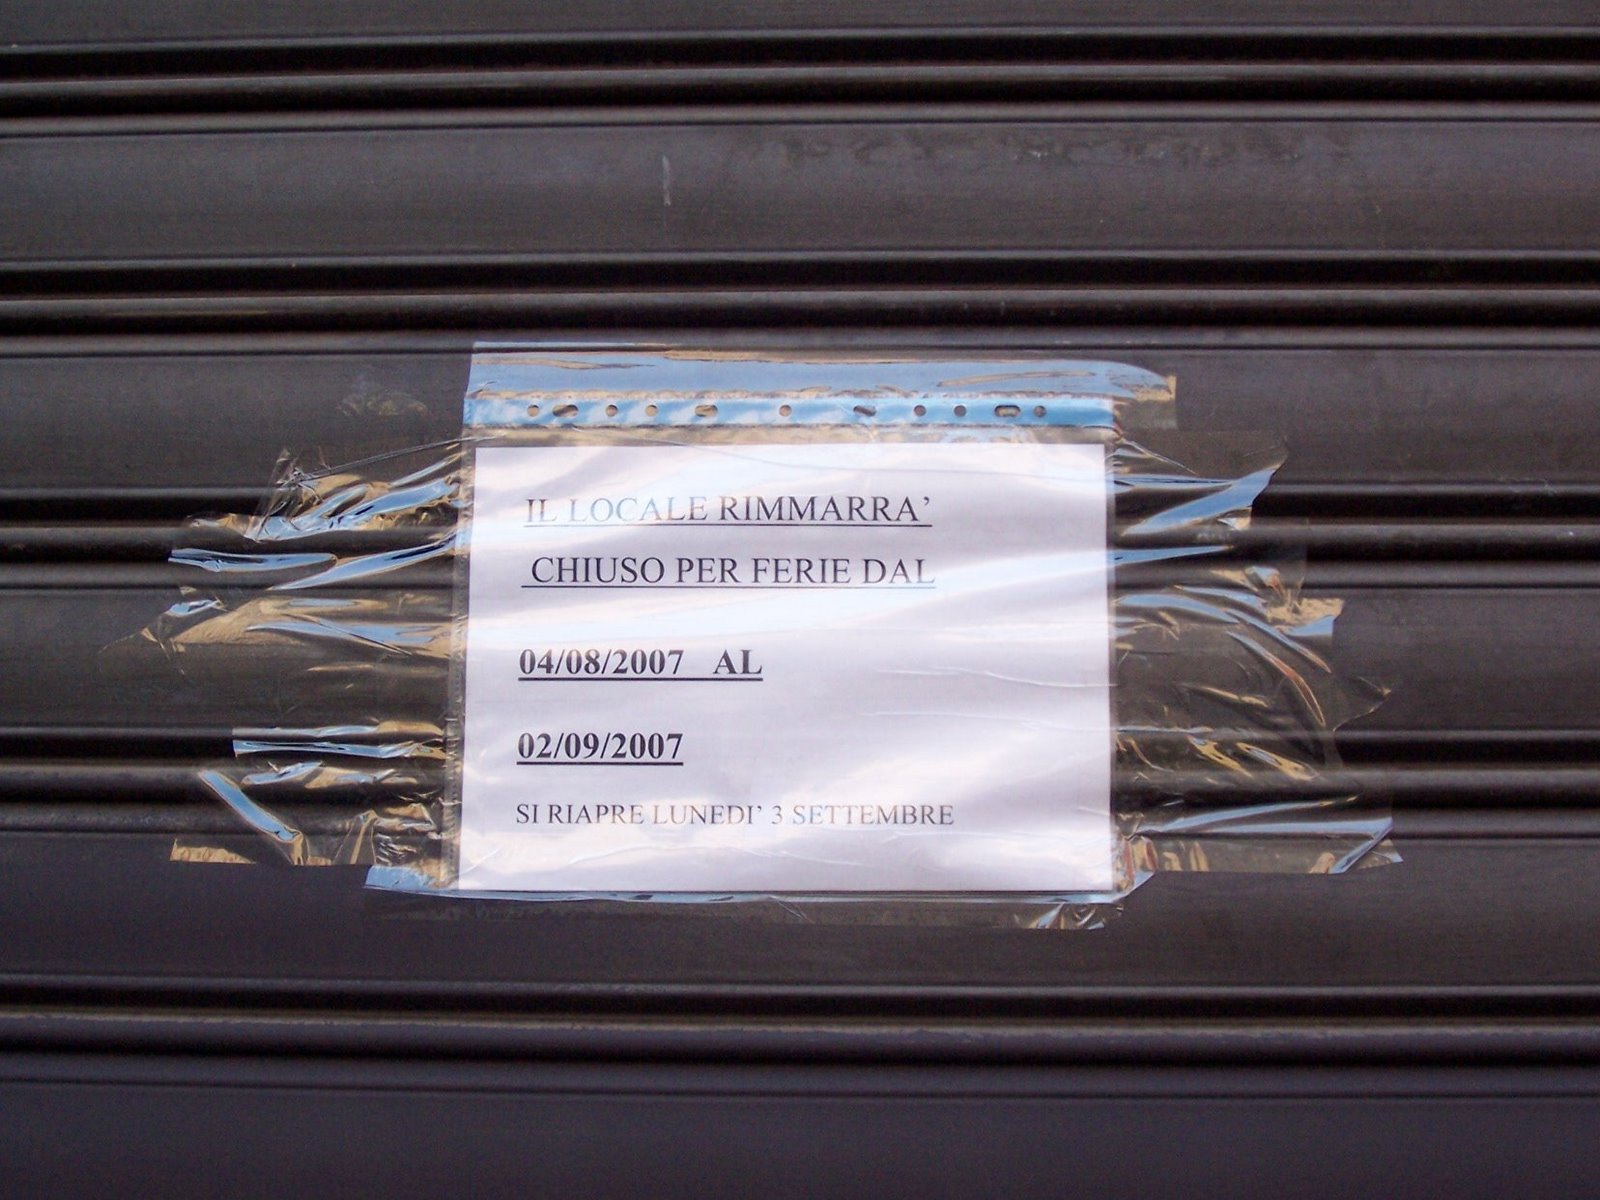 IL LOCALE RIMMARRA'
CHIUSO PER FERIE DAL
04/08/2007 AL
02/09/2007
SI RIAPRE LUNEDI' 3 SETTEMBRE